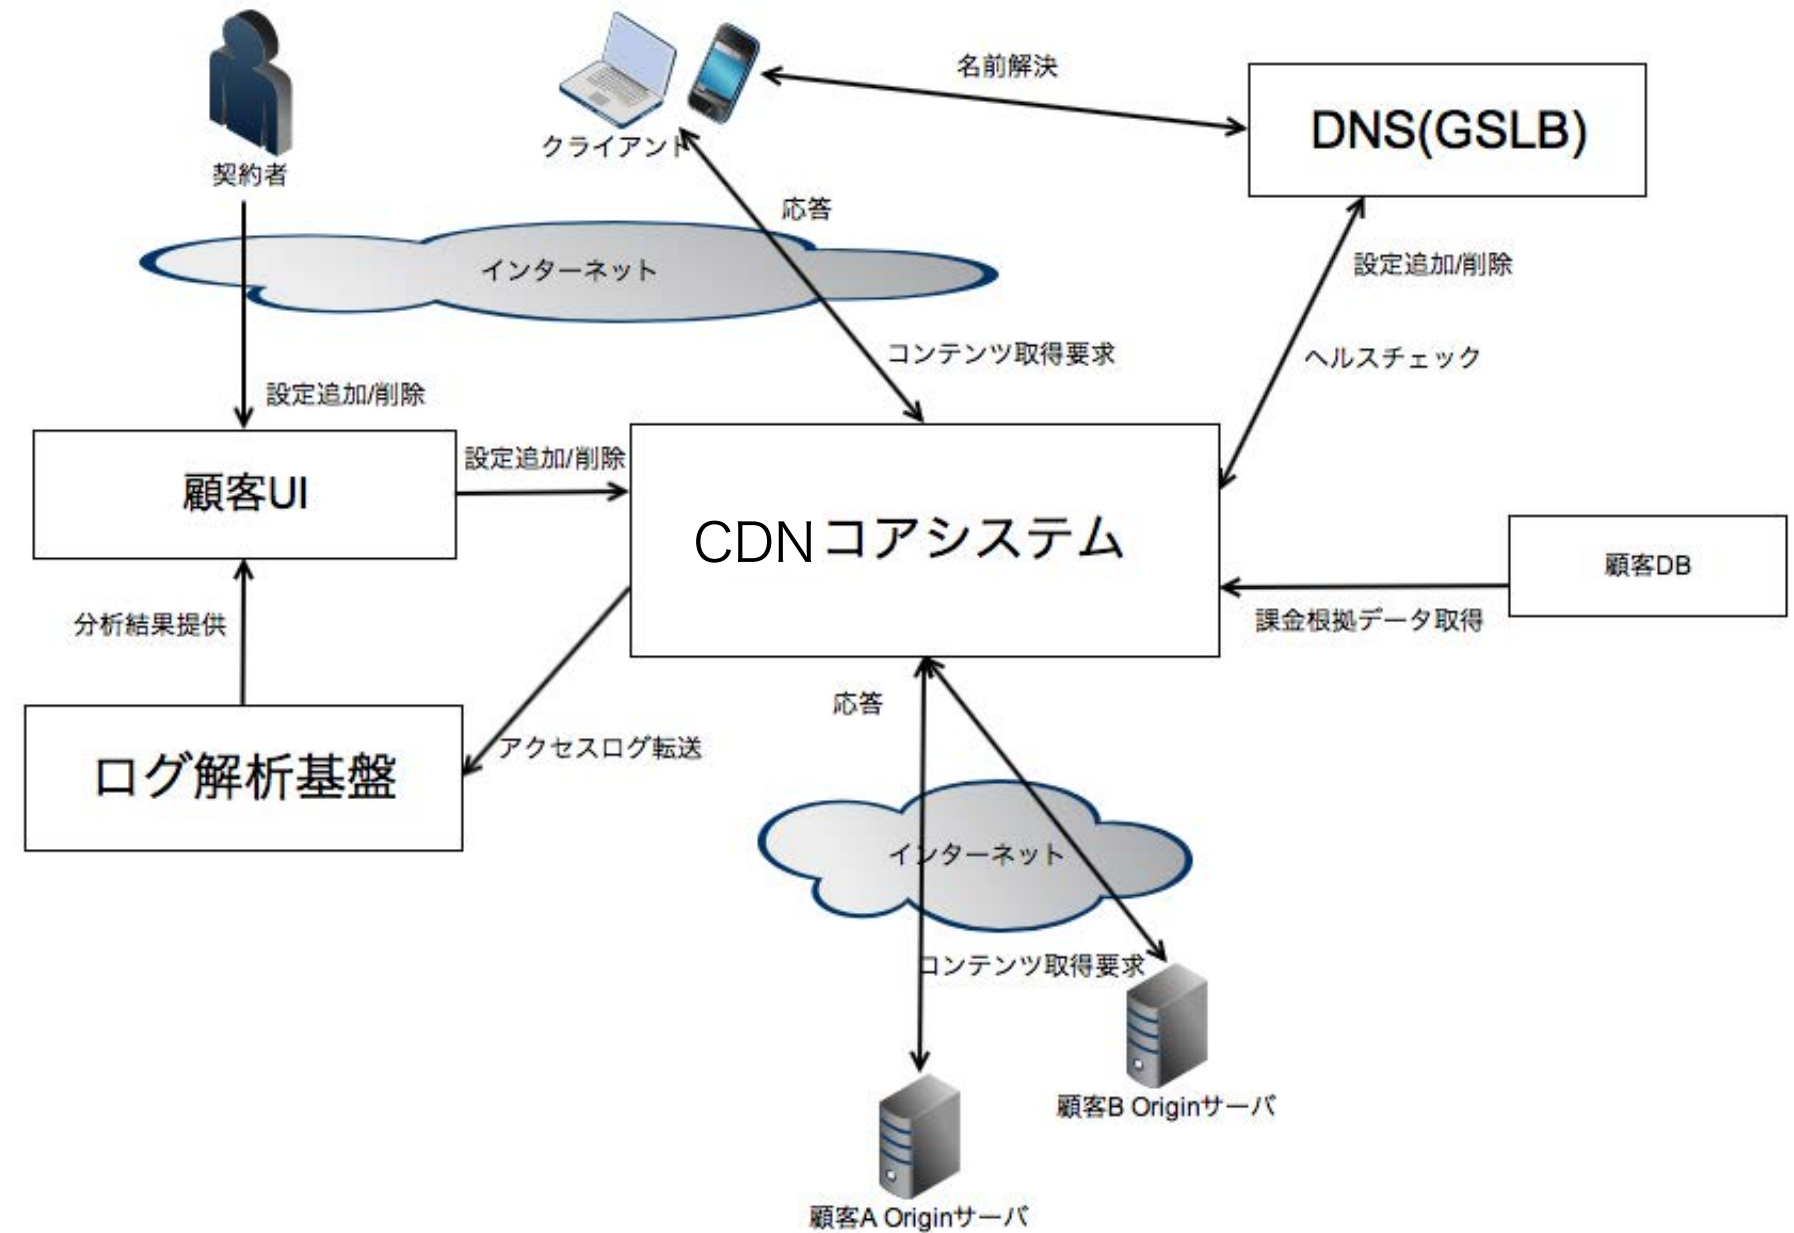 名前解決
DNS(GSLB)
クライアント
契約者
応答
インターネット
設定追加/削除
コンテンツ取得要求
ヘルスチェック
設定追加/削除
設定追加/削除
顧客UI
CDNコアシステム
顧客DB
課金根拠データ取得
分析結果提供
応答
アクセスログ転送
ログ解析基盤
インターネット
コンテンツ取得要求
顧客B Originサーバ
顧客A Originサーバ